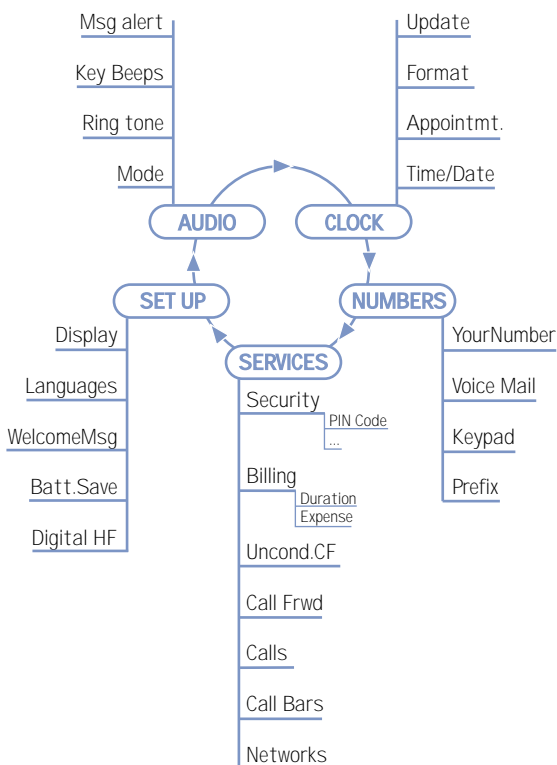 Msg alert
Key Beeps
Ring tone
Mode
AUDIO
Update
Format
Appointmt.
Time/Date
CLOCK
SET UP
Display
Languages
WelcomeMsg
Batt.Save
Digital HF
NUMBERS
YourNumber
Voice Mail
Keypad
Prefix
SERVICES
Security
PIN Code
...
Billing
Duration
Expense
Uncond.CF
Call Frwd
Calls
Call Bars
Networks